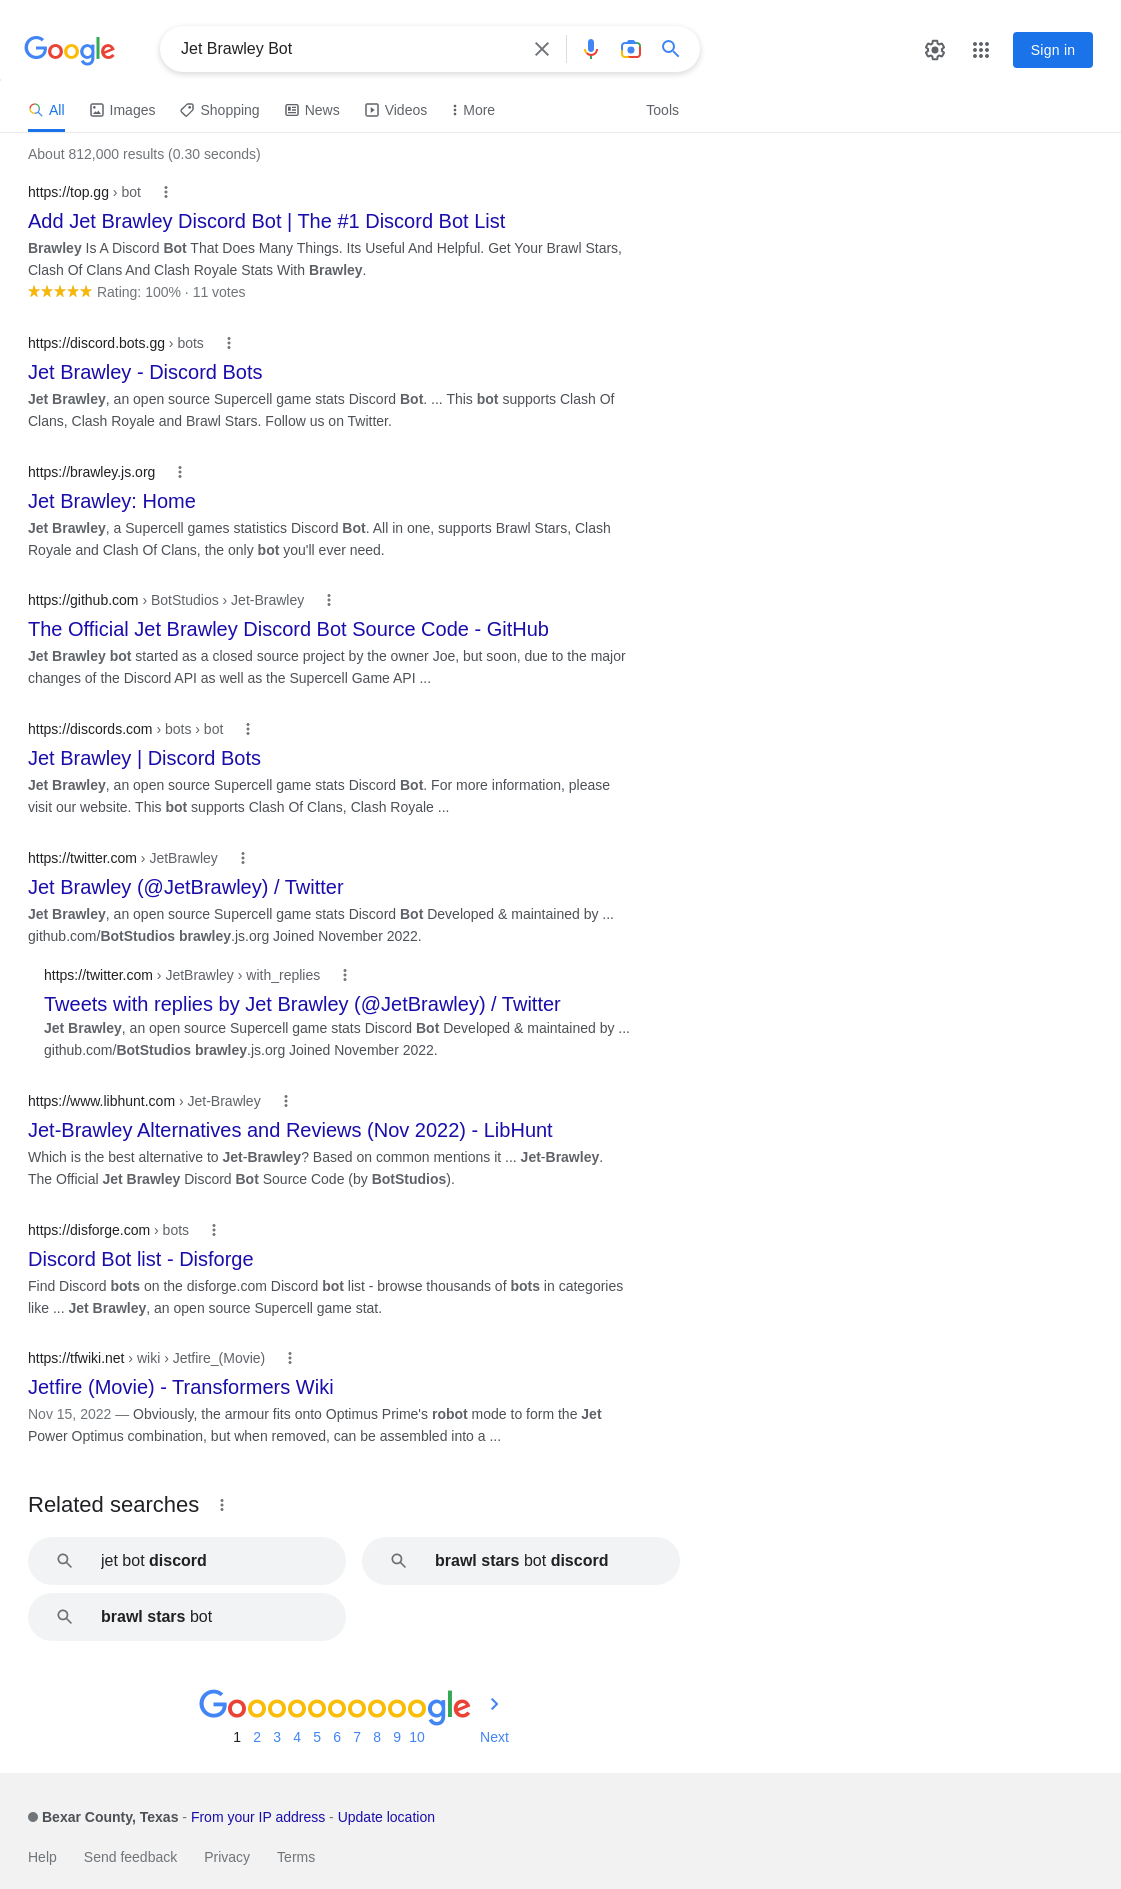 Google
Jet Brawley Bot
Sign in
All Images Shopping News Videos More Tools
About 812,000 results (0.30 seconds)
https://top.gg › bot
Add Jet Brawley Discord Bot | The #1 Discord Bot List
Brawley Is A Discord Bot That Does Many Things. Its Useful And Helpful. Get Your Brawl Stars,
Clash Of Clans And Clash Royale Stats With Brawley.
Rating: 100% · 11 votes
https://discord.bots.gg › bots
Jet Brawley - Discord Bots
Jet Brawley, an open source Supercell game stats Discord Bot. ... This bot supports Clash Of
Clans, Clash Royale and Brawl Stars. Follow us on Twitter.
https://brawley.js.org
Jet Brawley: Home
Jet Brawley, a Supercell games statistics Discord Bot. All in one, supports Brawl Stars, Clash
Royale and Clash Of Clans, the only bot you'll ever need.
https://github.com › BotStudios › Jet-Brawley
The Official Jet Brawley Discord Bot Source Code - GitHub
Jet Brawley bot started as a closed source project by the owner Joe, but soon, due to the major
changes of the Discord API as well as the Supercell Game API ...
https://discords.com › bots › bot
Jet Brawley | Discord Bots
Jet Brawley, an open source Supercell game stats Discord Bot. For more information, please
visit our website. This bot supports Clash Of Clans, Clash Royale ...
https://twitter.com › JetBrawley
Jet Brawley (@JetBrawley) / Twitter
Jet Brawley, an open source Supercell game stats Discord Bot Developed & maintained by ...
github.com/BotStudios brawley.js.org Joined November 2022.
https://twitter.com › JetBrawley › with_replies
Tweets with replies by Jet Brawley (@JetBrawley) / Twitter
Jet Brawley, an open source Supercell game stats Discord Bot Developed & maintained by ...
github.com/BotStudios brawley.js.org Joined November 2022.
https://www.libhunt.com › Jet-Brawley
Jet-Brawley Alternatives and Reviews (Nov 2022) - LibHunt
Which is the best alternative to Jet-Brawley? Based on common mentions it ... Jet-Brawley.
The Official Jet Brawley Discord Bot Source Code (by BotStudios).
https://disforge.com › bots
Discord Bot list - Disforge
Find Discord bots on the disforge.com Discord bot list - browse thousands of bots in categories
like ... Jet Brawley, an open source Supercell game stat.
https://tfwiki.net › wiki › Jetfire_(Movie)
Jetfire (Movie) - Transformers Wiki
Nov 15, 2022 — Obviously, the armour fits onto Optimus Prime's robot mode to form the Jet
Power Optimus combination, but when removed, can be assembled into a ...
Related searches
jet bot discord
brawl stars bot discord
brawl stars bot
Goooooooooogle
1 2 3 4 5 6 7 8 9 10 Next
Bexar County, Texas - From your IP address - Update location
Help Send feedback Privacy Terms